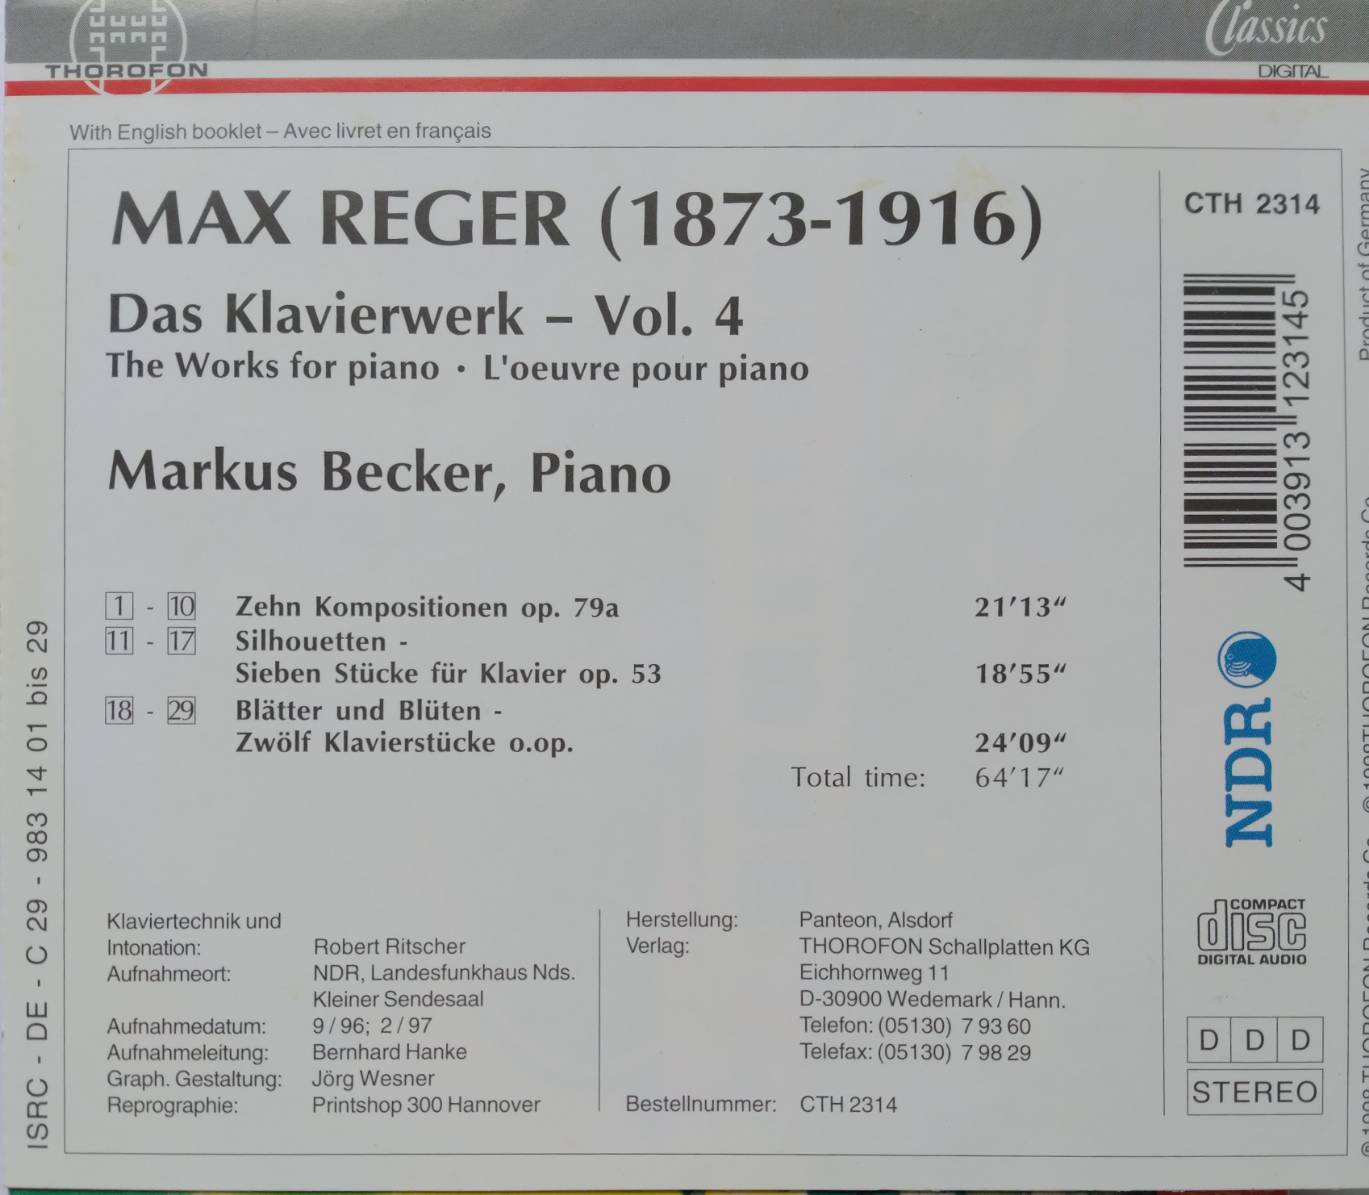 THOROFON
Classics
DIGITAL
With English booklet – Avec livret en français
MAX REGER (1873-1916)
Das Klavierwerk – Vol. 4
The Works for piano · L'oeuvre pour piano
Markus Becker, Piano
1 - 10 Zehn Kompositionen op. 79a 21'13“
11 - 17 Silhouetten -
Sieben Stücke für Klavier op. 53 18'55“
18 - 29 Blätter und Blüten -
Zwölf Klavierstücke o.op. 24'09“
Total time: 64'17“
Klaviertechnik und
Intonation: Robert Ritscher
Aufnahmeort: NDR, Landesfunkhaus Nds.
Kleiner Sendesaal
Aufnahmedatum: 9 / 96; 2 / 97
Aufnahmeleitung: Bernhard Hanke
Graph. Gestaltung: Jörg Wesner
Reprographie: Printshop 300 Hannover
Herstellung: Panteon, Alsdorf
Verlag: THOROFON Schallplatten KG
Eichhornweg 11
D-30900 Wedemark / Hann.
Telefon: (05130) 7 93 60
Telefax: (05130) 7 98 29
Bestellnummer: CTH 2314
CTH 2314
4 003913 123145
NDR
COMPACT
disc
DIGITAL AUDIO
D D D
STEREO
ISRC - DE - C 29 - 983 14 01 bis 29
Product of Germany